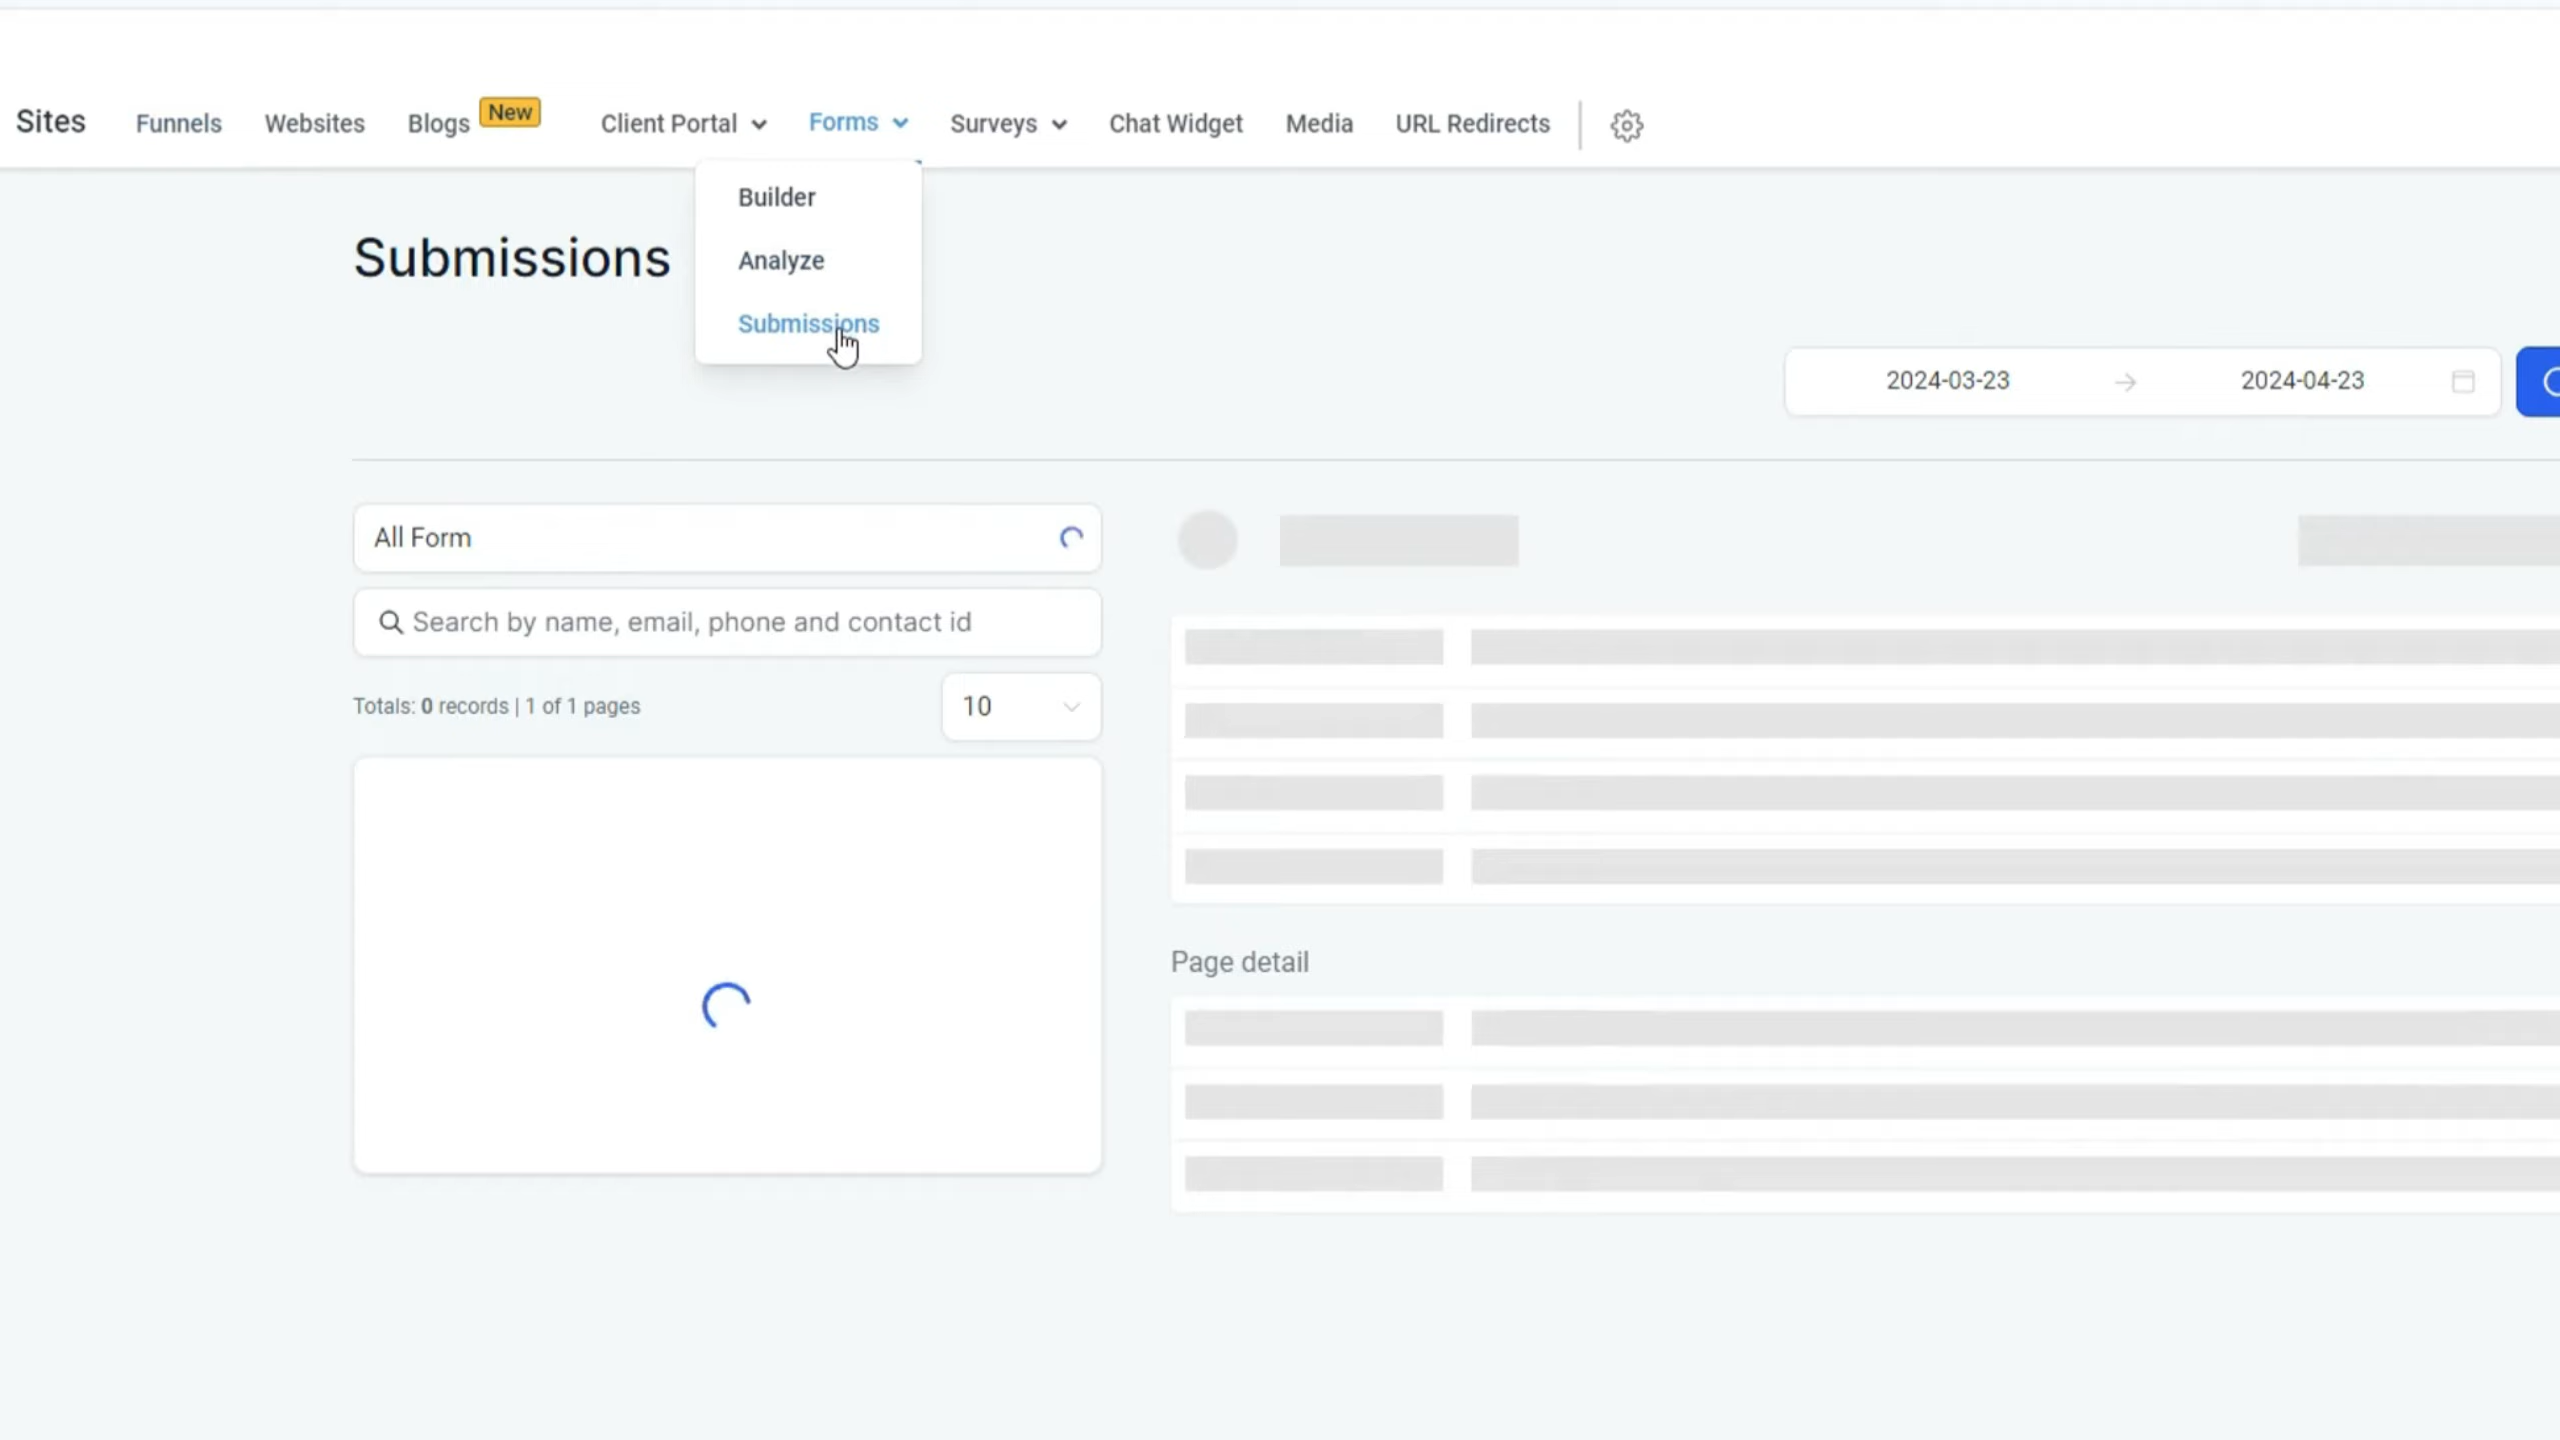 Sites Funnels Websites Blogs New Client Portal Forms Surveys Chat Widget Media URL Redirects
Builder
Analyze
Submissions
Submissions
2024-03-23 2024-04-23
All Form
Search by name, email, phone and contact id
Totals: 0 records | 1 of 1 pages
10
Page detail